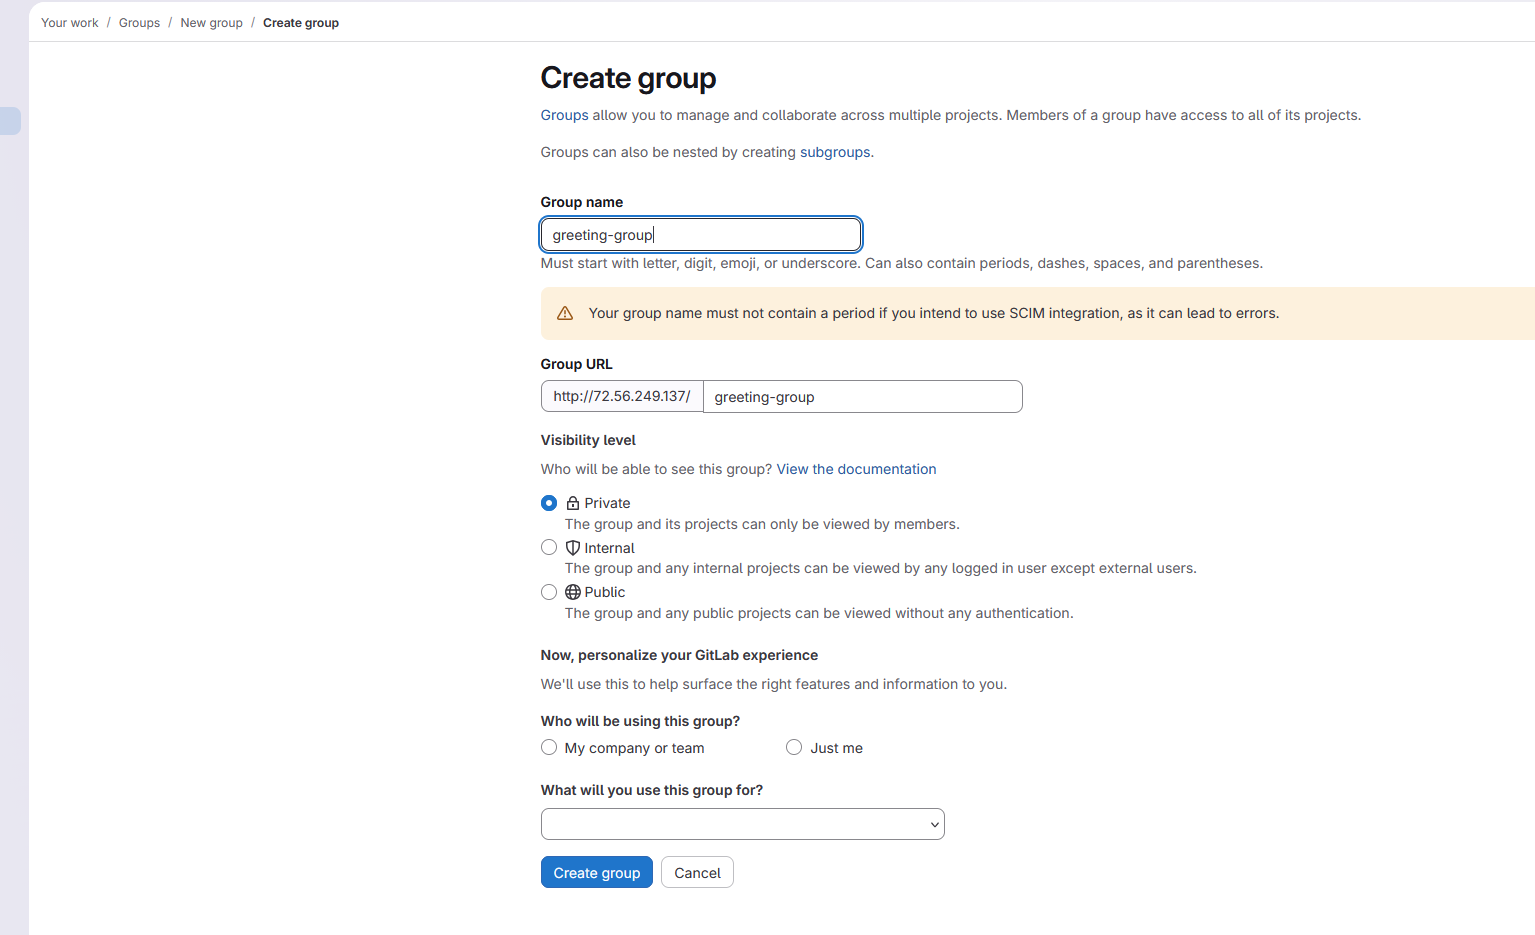 Your work / Groups / New group / Create group
Create group
Groups allow you to manage and collaborate across multiple projects. Members of a group have access to all of its projects.
Groups can also be nested by creating subgroups.
Group name
greeting-group
Must start with letter, digit, emoji, or underscore. Can also contain periods, dashes, spaces, and parentheses.
Your group name must not contain a period if you intend to use SCIM integration, as it can lead to errors.
Group URL
http://72.56.249.137/ greeting-group
Visibility level
Who will be able to see this group? View the documentation
Private
The group and its projects can only be viewed by members.
Internal
The group and any internal projects can be viewed by any logged in user except external users.
Public
The group and any public projects can be viewed without any authentication.
Now, personalize your GitLab experience
We'll use this to help surface the right features and information to you.
Who will be using this group?
My company or team Just me
What will you use this group for?
Create group Cancel